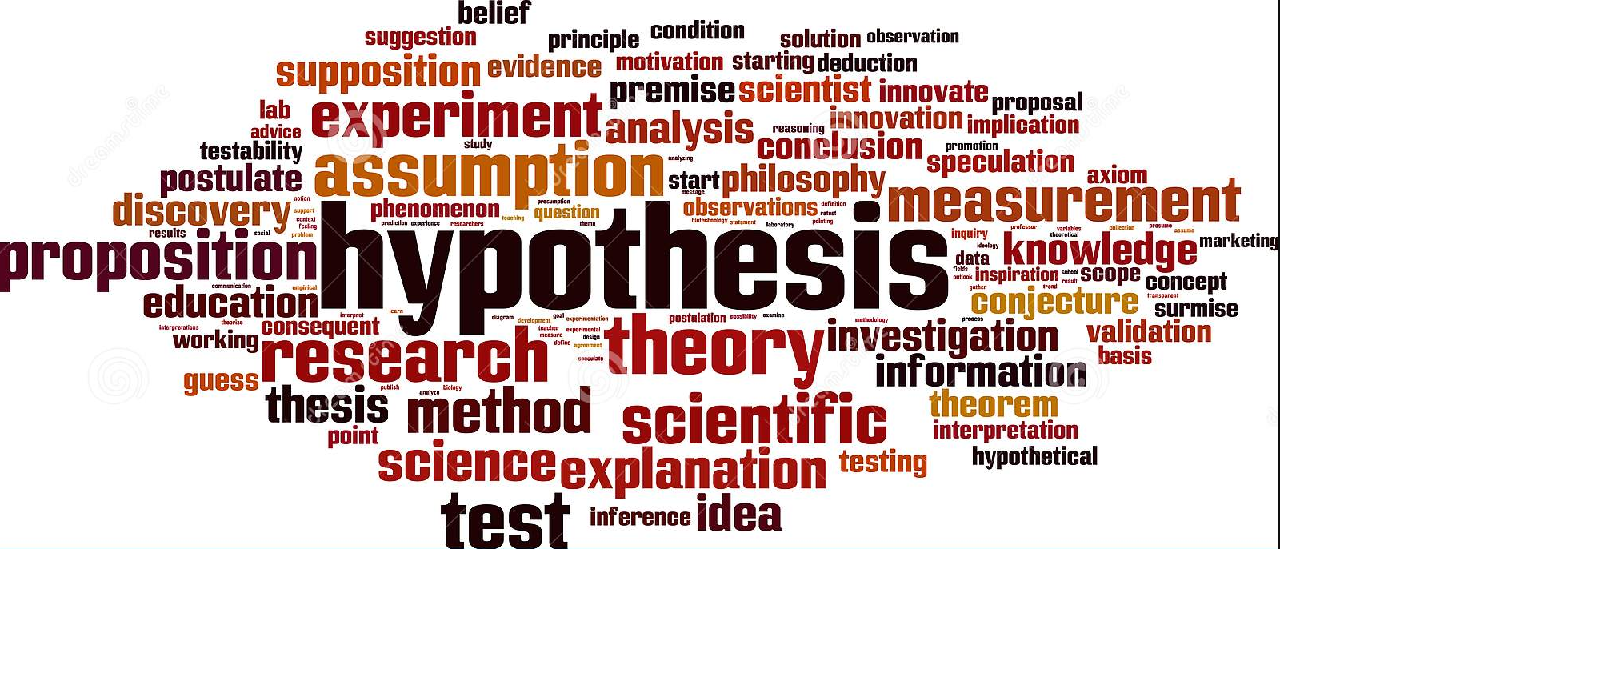 belief
suggestion principle condition solution observation
supposition evidence motivation starting deduction
premise scientist innovate proposal
lab experiment analysis reasoning innovation implication
advice
testability study conclusion promotion
postulate assumption start philosophy speculation axiom
discovery phenomenon question observations measurement
results hypothesis inquiry knowledge marketing
proposition data inspiration scope concept
education conjecture surmise
consequent postulation theory investigation validation
working research basis
guess information
thesis method scientific theorem
point interpretation
science explanation testing hypothetical
test inference idea